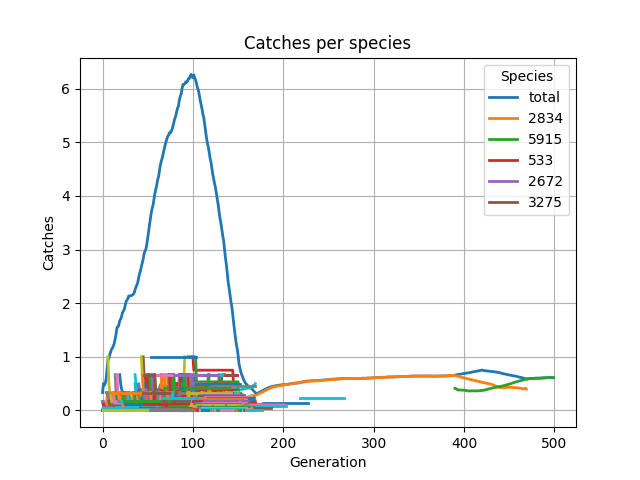 Catches per species
Species
total
2834
5915
533
2672
3275
Catches
6
5
4
3
2
1
0
0 100 200 300 400 500
Generation